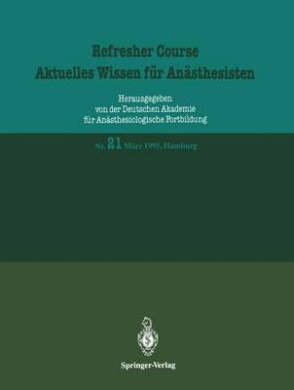 Refresher Course
Aktuelles Wissen für Anästhesisten
Herausgegeben
von der Deutschen Akademie
für Anästhesiologische Fortbildung
Nr. 21 März 1995, Hamburg
Springer-Verlag